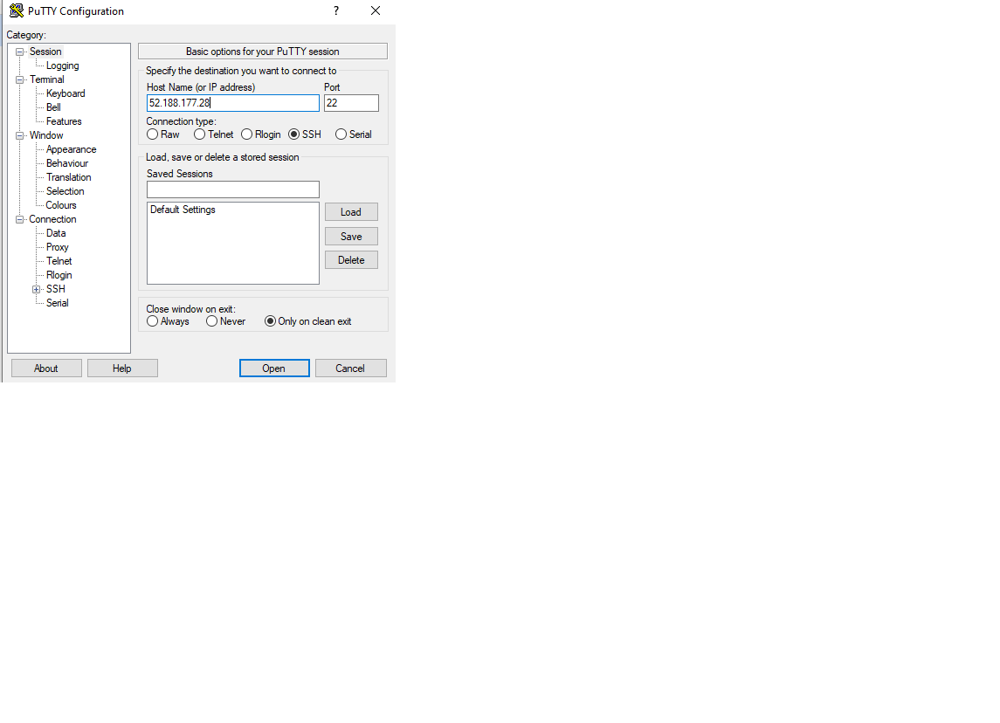 PuTTY Configuration ?
Category:
Session
Logging
Terminal
Keyboard
Bell
Features
Window
Appearance
Behaviour
Translation
Selection
Colours
Connection
Data
Proxy
Telnet
Rlogin
SSH
Serial
Basic options for your PuTTY session
Specify the destination you want to connect to
Host Name (or IP address) Port
52.188.177.28 22
Connection type:
Raw Telnet Rlogin SSH Serial
Load, save or delete a stored session
Saved Sessions
Default Settings
Load
Save
Delete
Close window on exit:
Always Never Only on clean exit
About Help Open Cancel